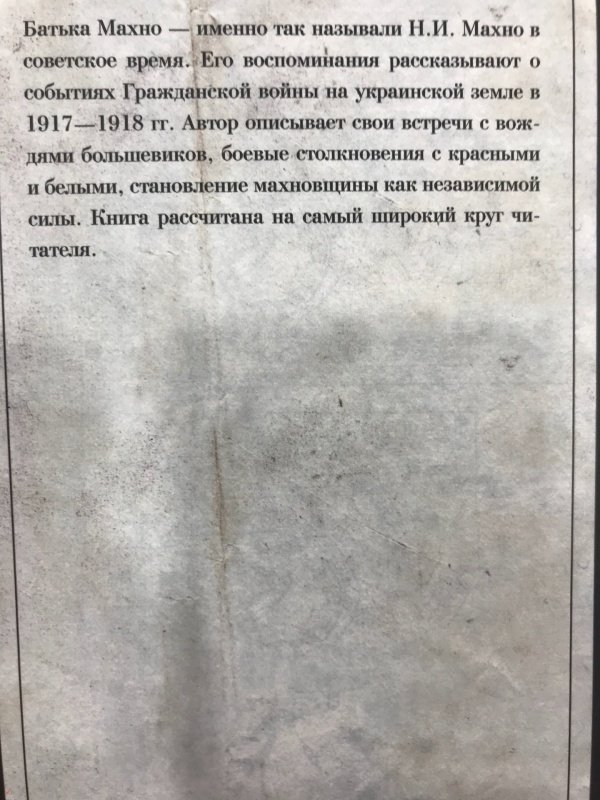 Батька Махно — именно так называли Н.И. Махно в
советское время. Его воспоминания рассказывают о
событиях Гражданской войны на украинской земле в
1917—1918 гг. Автор описывает свои встречи с вож-
дями большевиков, боевые столкновения с красными
и белыми, становление махновщины как независимой
силы. Книга рассчитана на самый широкий круг чи-
тателя.